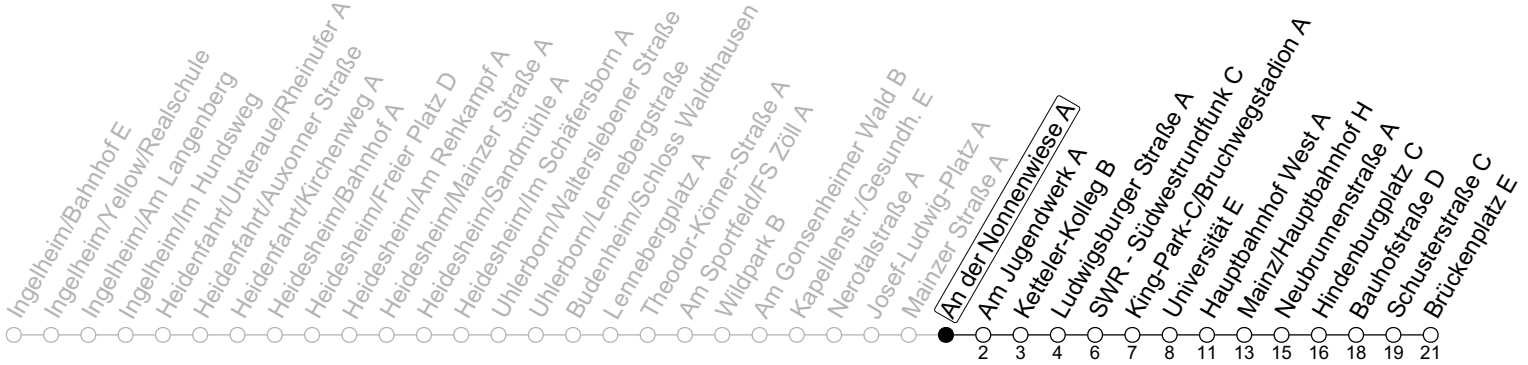 Ingelheim/Bahnhof E
Ingelheim/Yellow/Realschule
Ingelheim/Am Langenberg
Ingelheim/Im Hundsweg
Heidenfahrt/Unteraue/Rheinufer A
Heidenfahrt/Auxonner Straße
Heidenfahrt/Kirchenweg A
Heidesheim/Bahnhof A
Heidesheim/Freier Platz D
Heidesheim/Am Rehkampf A
Heidesheim/Mainzer Straße A
Heidesheim/Sandmühle A
Heidesheim/Im Schäfersborn A
Uhlerborn/Walterslebener Straße
Uhlerborn/Lennebergstraße
Budenheim/Schloss Waldthausen
Lennebergplatz A
Theodor-Körner-Straße A
Am Sportfeld/FS Zöll A
Wildpark B
Am Gonsenheimer Wald B
Kapellenstr./Gesundh. E
Nerotalstraße A
Josef-Ludwig-Platz A
Mainzer Straße A
An der Nonnenwiese A
Am Jugendwerk A
Ketteler-Kolleg B
Ludwigsburger Straße A
SWR - Südwestrundfunk C
King-Park-C/Bruchwegstadion A
Universität E
Hauptbahnhof West A
Mainz/Hauptbahnhof H
Neubrunnenstraße A
Hindenburgplatz C
Bauhofstraße D
Schusterstraße C
Brückenplatz E
2 3 4 6 7 8 11 13 15 16 18 19 21